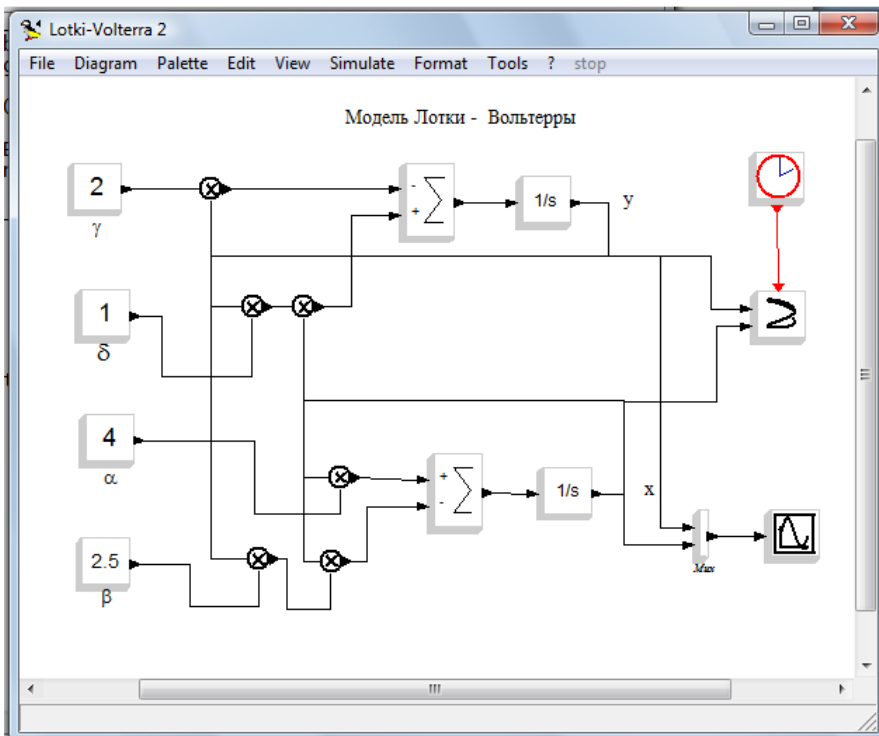 Lotki-Volterra 2
File Diagram Palette Edit View Simulate Format Tools ? stop
Модель Лотки - Вольтерры
2
γ
- +
1/s
y
1
δ
4
α
+ -
1/s
x
2.5
β
Mux